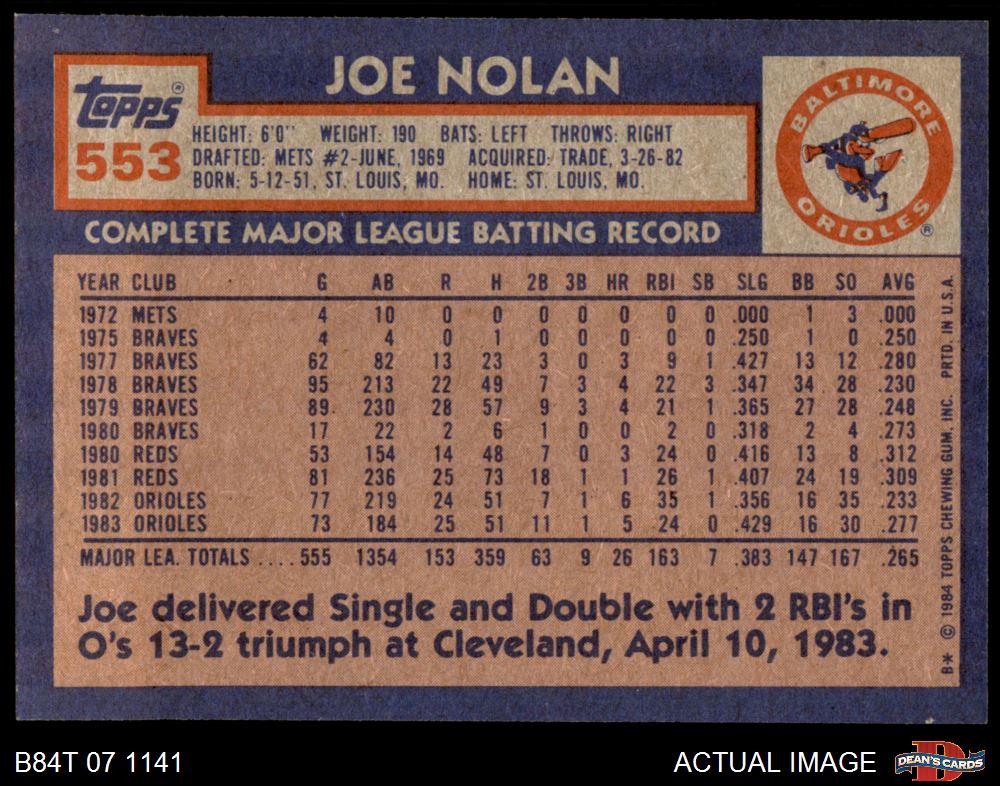 JOE NOLAN
Topps®
553
HEIGHT: 6'0" WEIGHT: 190 BATS: LEFT THROWS: RIGHT
DRAFTED: METS #2-JUNE, 1969 ACQUIRED: TRADE, 3-26-82
BORN: 5-12-51, ST. LOUIS, MO. HOME: ST. LOUIS, MO.
BALTIMORE
ORIOLES®
COMPLETE MAJOR LEAGUE BATTING RECORD
YEAR CLUB G AB R H 2B 3B HR RBI SB SLG BB SO AVG
1972 METS 4 10 0 0 0 0 0 0 0 .000 1 3 .000
1975 BRAVES 4 4 0 1 0 0 0 0 0 .250 1 0 .250
1977 BRAVES 62 82 13 23 3 0 3 9 1 .427 13 12 .280
1978 BRAVES 95 213 22 49 7 3 4 22 3 .347 34 28 .230
1979 BRAVES 89 230 28 57 9 3 4 21 1 .365 27 28 .248
1980 BRAVES 17 22 2 6 1 0 0 2 0 .318 2 4 .273
1980 REDS 53 154 14 48 7 0 3 24 0 .416 13 8 .312
1981 REDS 81 236 25 73 18 1 1 26 1 .407 24 19 .309
1982 ORIOLES 77 219 24 51 7 1 6 35 1 .356 16 35 .233
1983 ORIOLES 73 184 25 51 11 1 5 24 0 .429 16 30 .277
MAJOR LEA. TOTALS .... 555 1354 153 359 63 9 26 163 7 .383 147 167 .265
Joe delivered Single and Double with 2 RBI's in
O's 13-2 triumph at Cleveland, April 10, 1983.
B* © 1984 TOPPS CHEWING GUM, INC. PRTD. IN U.S.A.
B84T 07 1141
ACTUAL IMAGE
D
DEAN'S CARDS